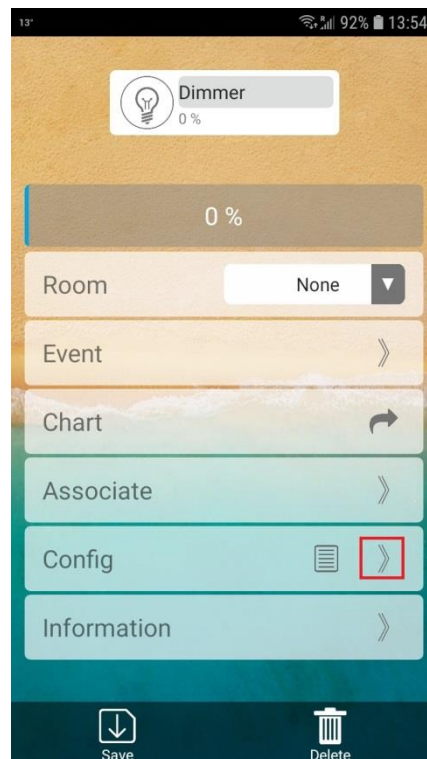 13° 92% 13:54
Dimmer
0 %
0 %
Room None
Event
Chart
Associate
Config
Information
Save Delete